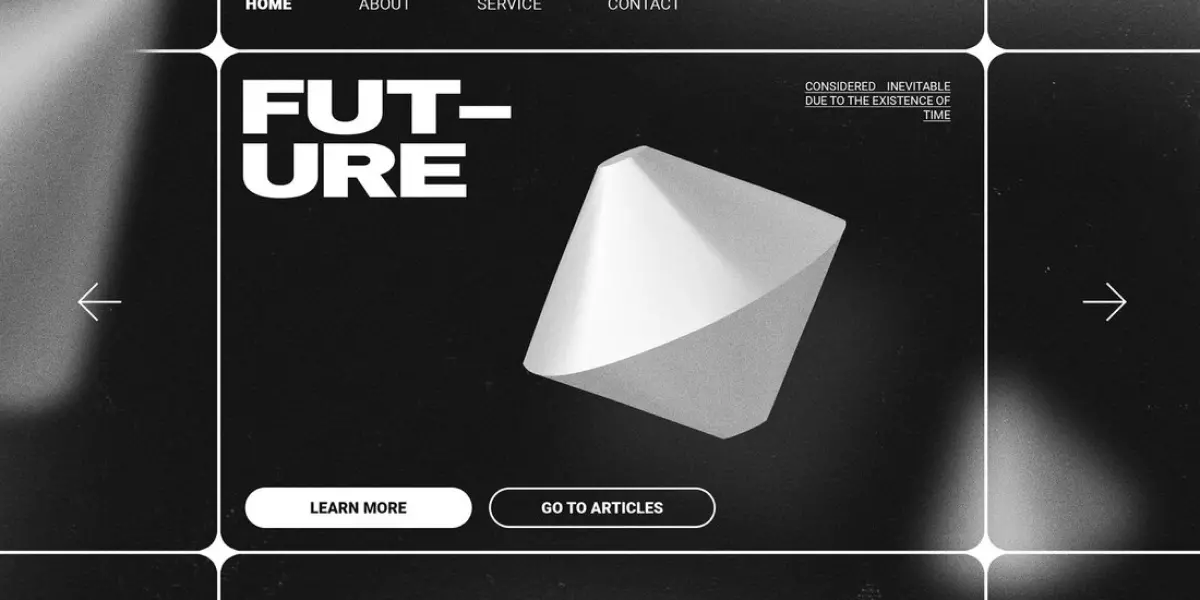 HOME ABOUT SERVICE CONTACT
FUT–
URE
CONSIDERED INEVITABLE
DUE TO THE EXISTENCE OF
TIME
LEARN MORE
GO TO ARTICLES